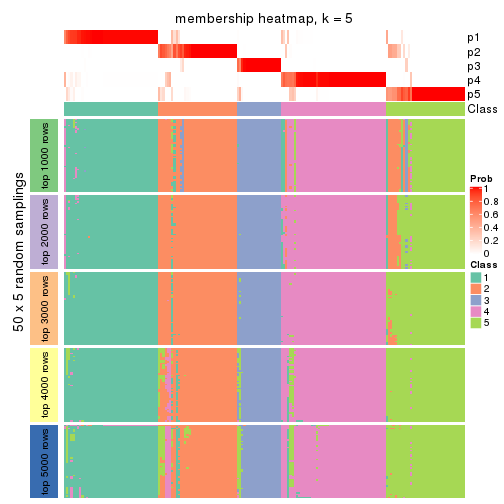 membership heatmap, k = 5
p1
p2
p3
p4
p5
Class
50 x 5 random samplings
top 1000 rows
top 2000 rows
top 3000 rows
top 4000 rows
top 5000 rows
Prob
1
0.8
0.6
0.4
0.2
0
Class
1
2
3
4
5